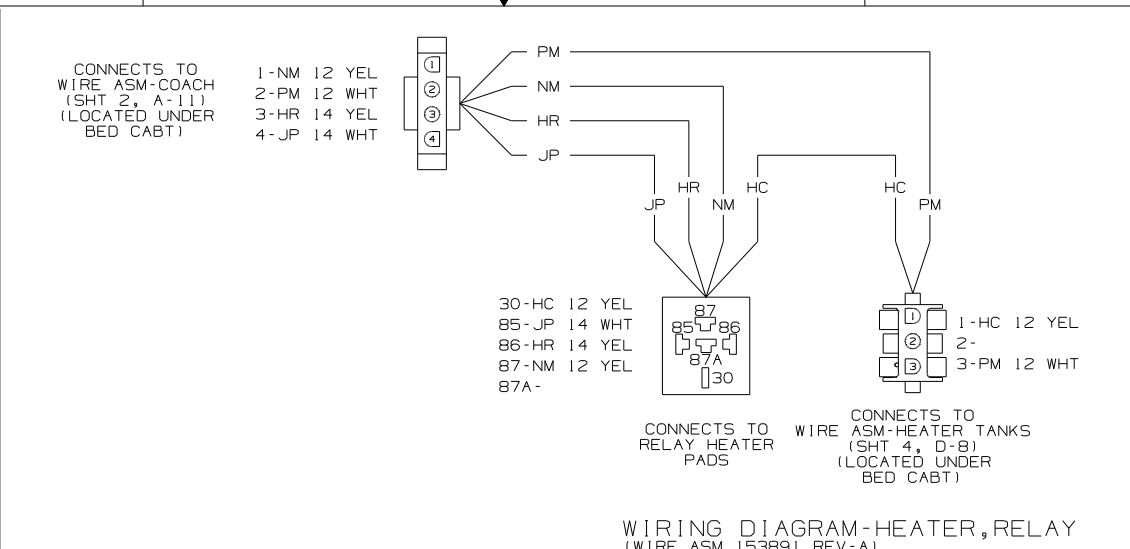 CONNECTS TO
WIRE ASM-COACH
(SHT 2, A-11)
(LOCATED UNDER
BED CABT)
1-NM 12 YEL
2-PM 12 WHT
3-HR 14 YEL
4-JP 14 WHT
1
2
3
4
PM
NM
HR
JP
HR
HC
HC
JP
NM
PM
30-HC 12 YEL
85-JP 14 WHT
86-HR 14 YEL
87-NM 12 YEL
87A-
87
85
86
87A
30
1
2
3
1-HC 12 YEL
2-
3-PM 12 WHT
CONNECTS TO
RELAY HEATER
PADS
CONNECTS TO
WIRE ASM-HEATER TANKS
(SHT 4, D-8)
(LOCATED UNDER
BED CABT)
WIRING DIAGRAM-HEATER,RELAY
(WIRE ASM 153891 REV-A)